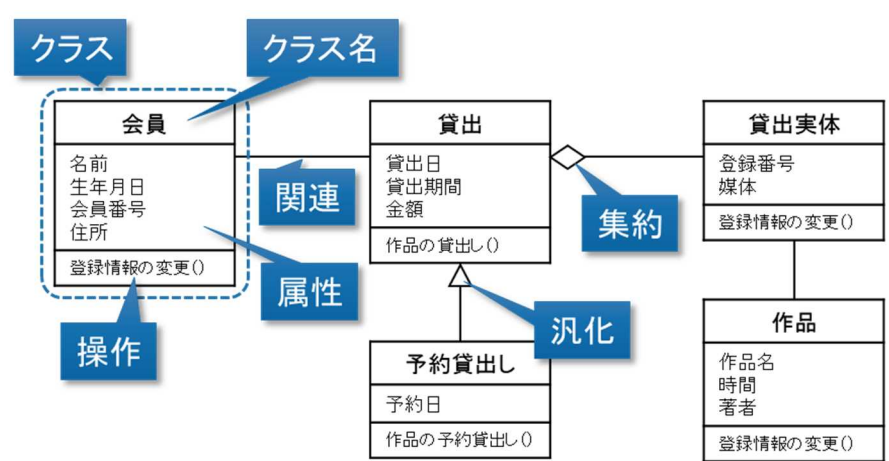 クラス
クラス名
会員
名前
生年月日
会員番号
住所
登録情報の変更()
関連
属性
操作
貸出
貸出日
貸出期間
金額
作品の貸出し()
集約
汎化
予約貸出し
予約日
作品の予約貸出し()
貸出実体
登録番号
媒体
登録情報の変更()
作品
作品名
時間
著者
登録情報の変更()